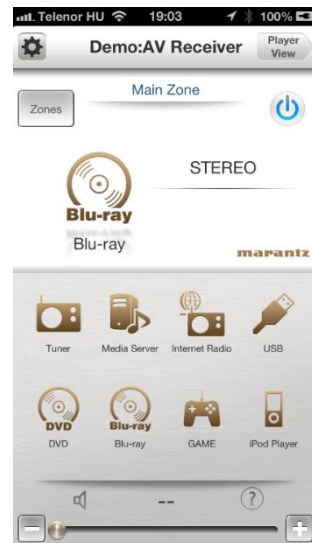 Telenor HU 19:03 100%
Demo:AV Receiver
Player
View
Zones
Main Zone
STEREO
Blu-ray
Blu-ray
marantz
Tuner
Media Server
Internet Radio
USB
DVD
Blu-ray
DVD
Blu-ray
GAME
iPod Player
--
?